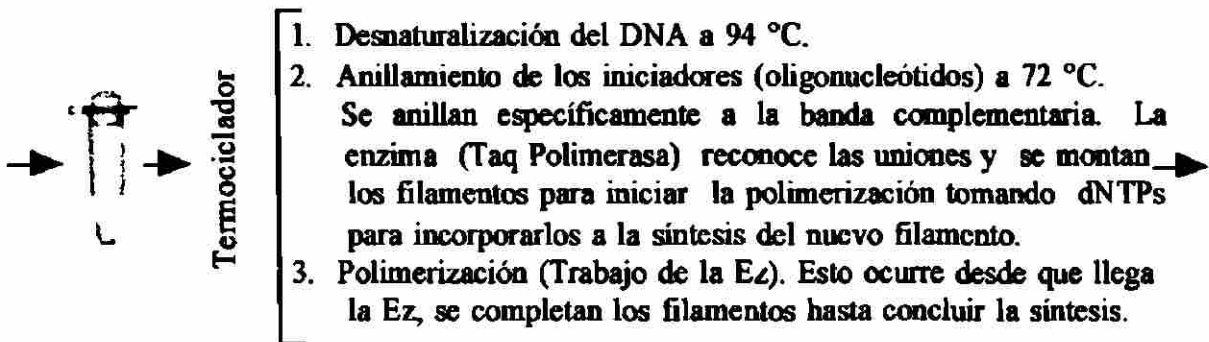 Termociclador
1. Desnaturalización del DNA a 94 °C.
2. Anillamiento de los iniciadores (oligonucleótidos) a 72 °C.
Se anillan específicamente a la banda complementaria. La
enzima (Taq Polimerasa) reconoce las uniones y se montan
los filamentos para iniciar la polimerización tomando dNTPs
para incorporarlos a la síntesis del nuevo filamento.
3. Polimerización (Trabajo de la Ez). Esto ocurre desde que llega
la Ez, se completan los filamentos hasta concluir la síntesis.